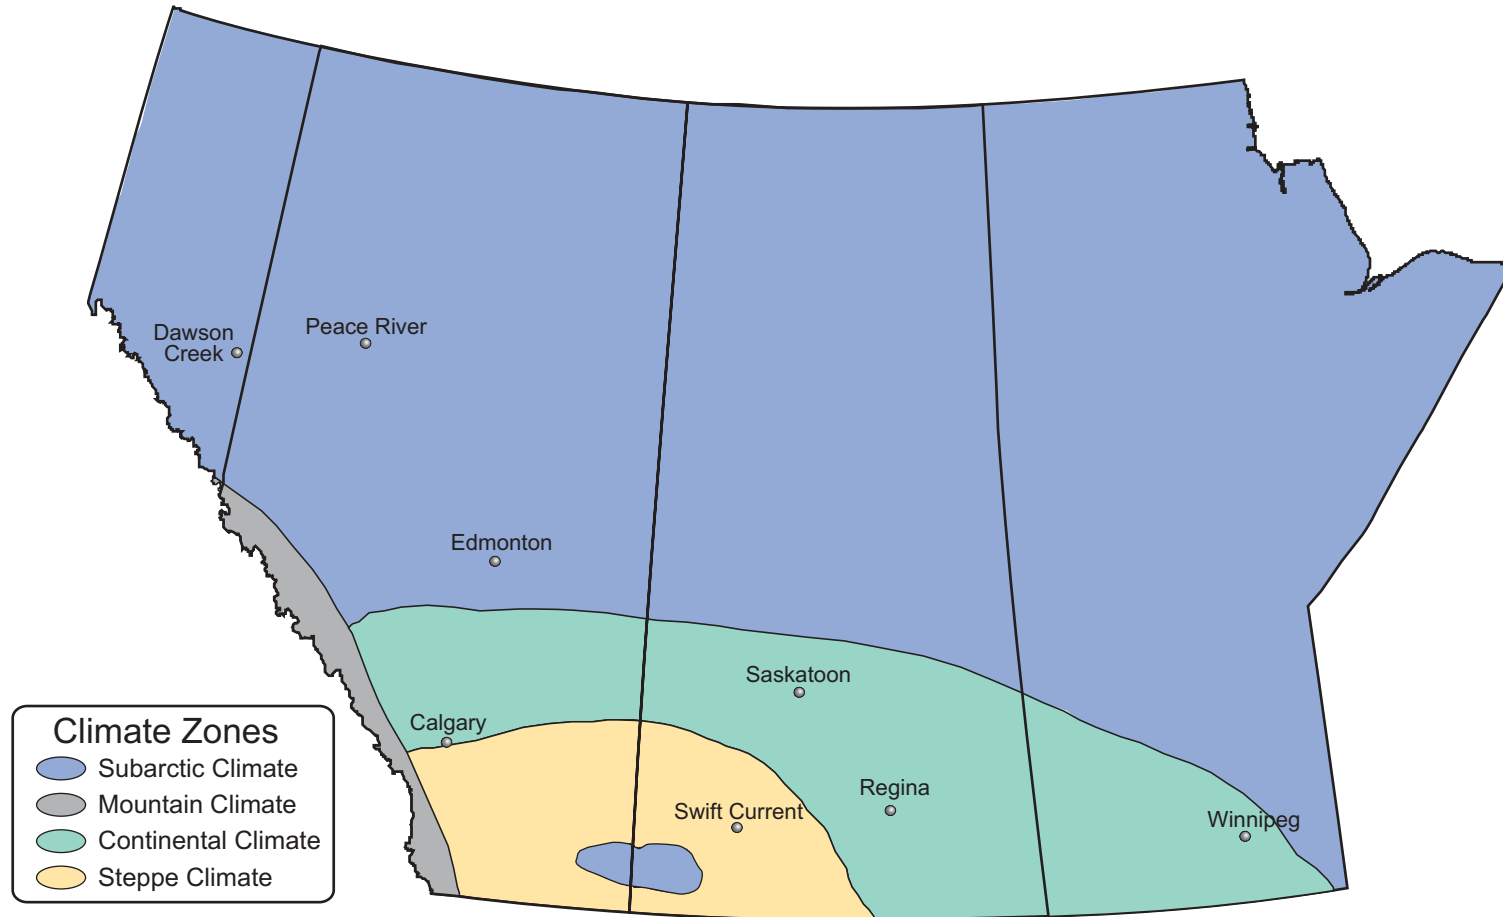 Dawson
Creek
Peace River
Edmonton
Saskatoon
Calgary
Regina
Swift Current
Winnipeg
Climate Zones
Subarctic Climate
Mountain Climate
Continental Climate
Steppe Climate